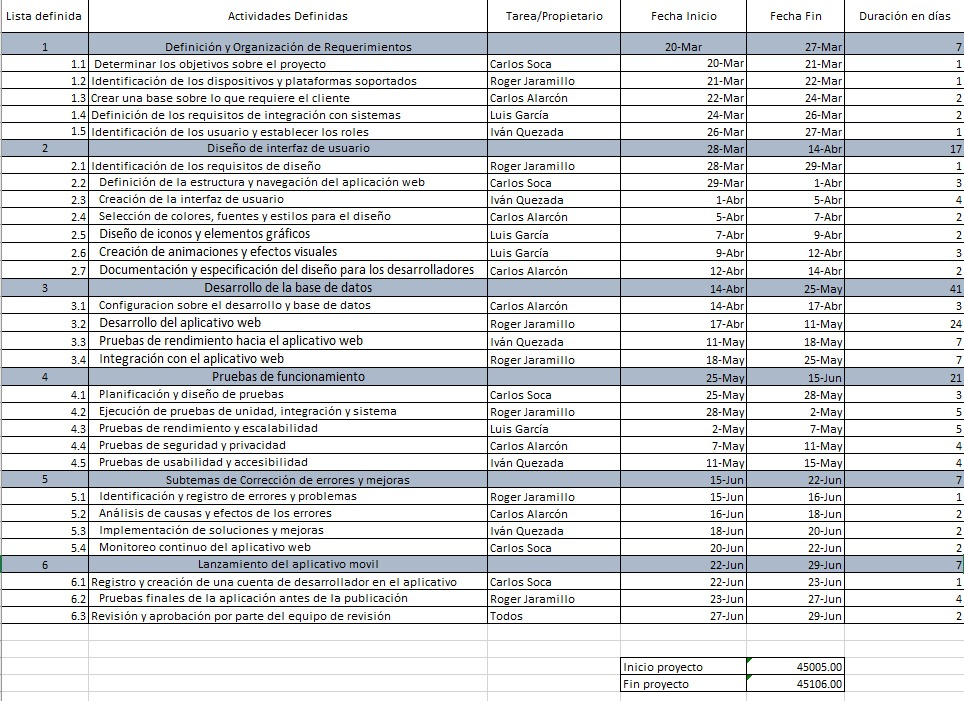 Lista definida Actividades Definidas Tarea/Propietario Fecha Inicio Fecha Fin Duración en días
1 Definición y Organización de Requerimientos 20-Mar 27-Mar 7
1.1 Determinar los objetivos sobre el proyecto Carlos Soca 20-Mar 21-Mar 1
1.2 Identificación de los dispositivos y plataformas soportados Roger Jaramillo 21-Mar 22-Mar 1
1.3 Crear una base sobre lo que requiere el cliente Carlos Alarcón 22-Mar 24-Mar 2
1.4 Definición de los requisitos de integración con sistemas Luis García 24-Mar 26-Mar 2
1.5 Identificación de los usuario y establecer los roles Iván Quezada 26-Mar 27-Mar 1
2 Diseño de interfaz de usuario 28-Mar 14-Abr 17
2.1 Identificación de los requisitos de diseño Roger Jaramillo 28-Mar 29-Mar 1
2.2 Definición de la estructura y navegación del aplicación web Carlos Soca 29-Mar 1-Abr 3
2.3 Creación de la interfaz de usuario Iván Quezada 1-Abr 5-Abr 4
2.4 Selección de colores, fuentes y estilos para el diseño Carlos Alarcón 5-Abr 7-Abr 2
2.5 Diseño de iconos y elementos gráficos Luis García 7-Abr 9-Abr 2
2.6 Creación de animaciones y efectos visuales Luis García 9-Abr 12-Abr 3
2.7 Documentación y especificación del diseño para los desarrolladores Carlos Alarcón 12-Abr 14-Abr 2
3 Desarrollo de la base de datos 14-Abr 25-May 41
3.1 Configuracion sobre el desarrollo y base de datos Carlos Alarcón 14-Abr 17-Abr 3
3.2 Desarrollo del aplicativo web Roger Jaramillo 17-Abr 11-May 24
3.3 Pruebas de rendimiento hacia el aplicativo web Iván Quezada 11-May 18-May 7
3.4 Integración con el aplicativo web Roger Jaramillo 18-May 25-May 7
4 Pruebas de funcionamiento 25-May 15-Jun 21
4.1 Planificación y diseño de pruebas Carlos Soca 25-May 28-May 3
4.2 Ejecución de pruebas de unidad, integración y sistema Roger Jaramillo 28-May 2-May 5
4.3 Pruebas de rendimiento y escalabilidad Luis García 2-May 7-May 5
4.4 Pruebas de seguridad y privacidad Carlos Alarcón 7-May 11-May 4
4.5 Pruebas de usabilidad y accesibilidad Iván Quezada 11-May 15-May 4
5 Subtemas de Corrección de errores y mejoras 15-Jun 22-Jun 7
5.1 Identificación y registro de errores y problemas Roger Jaramillo 15-Jun 16-Jun 1
5.2 Análisis de causas y efectos de los errores Carlos Alarcón 16-Jun 18-Jun 2
5.3 Implementación de soluciones y mejoras Iván Quezada 18-Jun 20-Jun 2
5.4 Monitoreo continuo del aplicativo web Carlos Soca 20-Jun 22-Jun 2
6 Lanzamiento del aplicativo movil 22-Jun 29-Jun 7
6.1 Registro y creación de una cuenta de desarrollador en el aplicativo Carlos Soca 22-Jun 23-Jun 1
6.2 Pruebas finales de la aplicación antes de la publicación Roger Jaramillo 23-Jun 27-Jun 4
6.3 Revisión y aprobación por parte del equipo de revisión Todos 27-Jun 29-Jun 2
Inicio proyecto 45005.00
Fin proyecto 45106.00